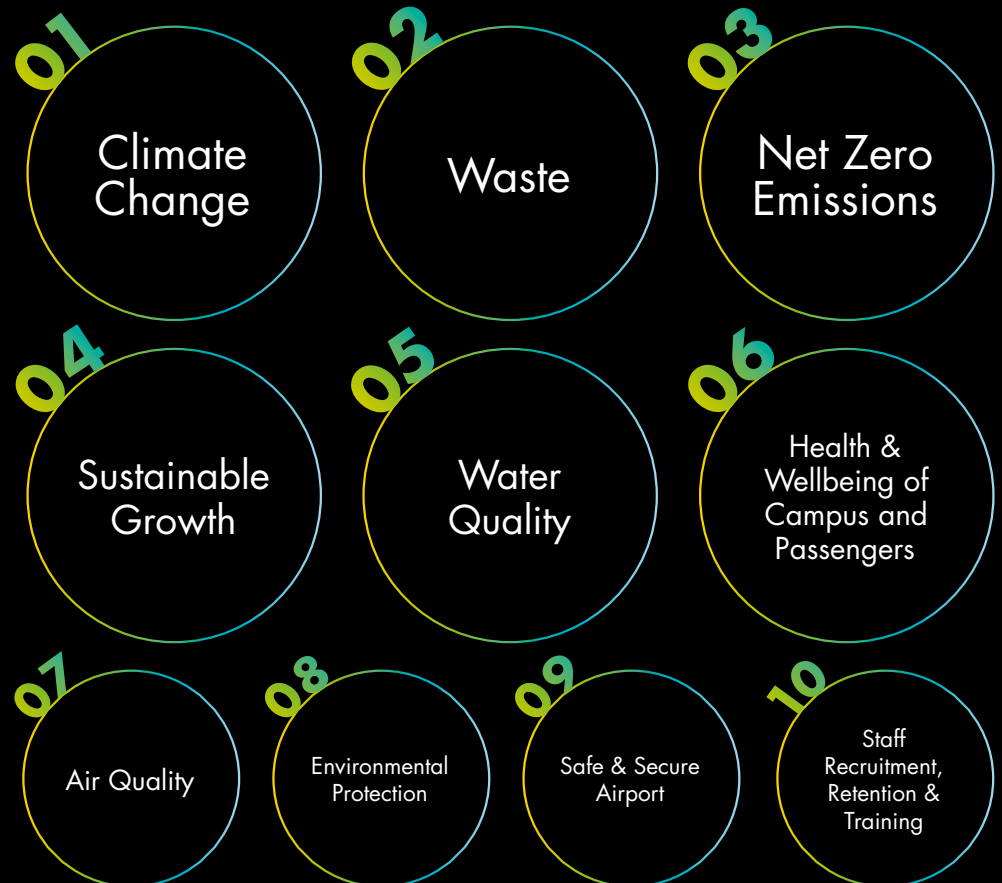 01
Climate
Change
02
Waste
03
Net Zero
Emissions
04
Sustainable
Growth
05
Water
Quality
06
Health &
Wellbeing of
Campus and
Passengers
07
Air Quality
08
Environmental
Protection
09
Safe & Secure
Airport
10
Staff
Recruitment,
Retention &
Training